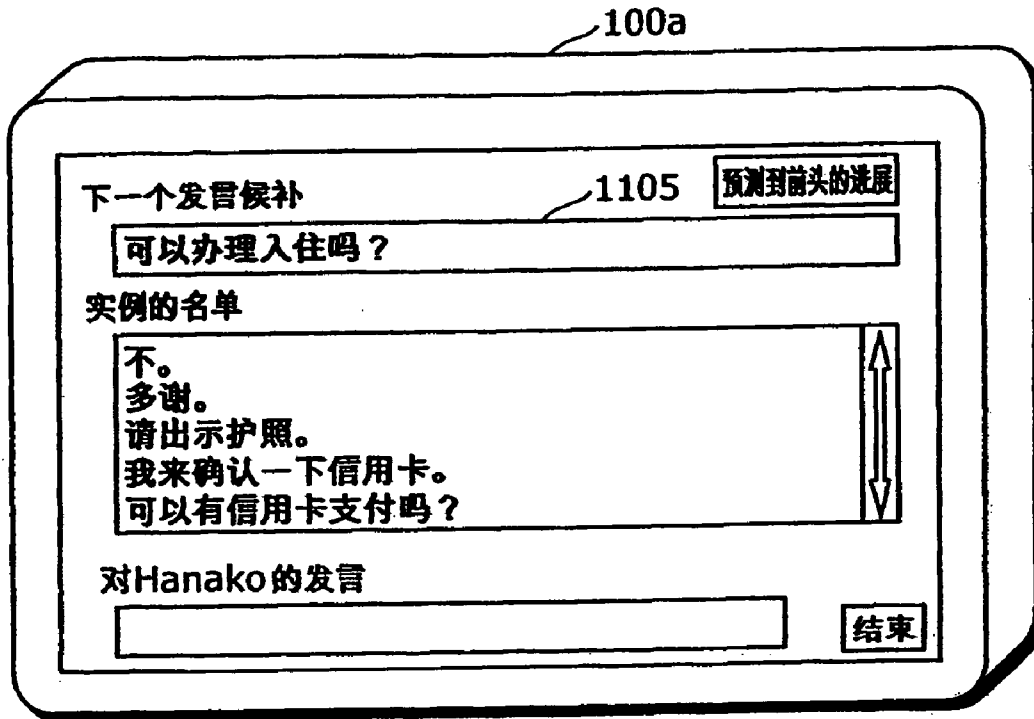 100a
预测到前头的进展
下一个发言候补
1105
可以办理入住吗？
实例的名单
不。
多谢。
请出示护照。
我来确认一下信用卡。
可以有信用卡支付吗？
对Hanako的发言
结束